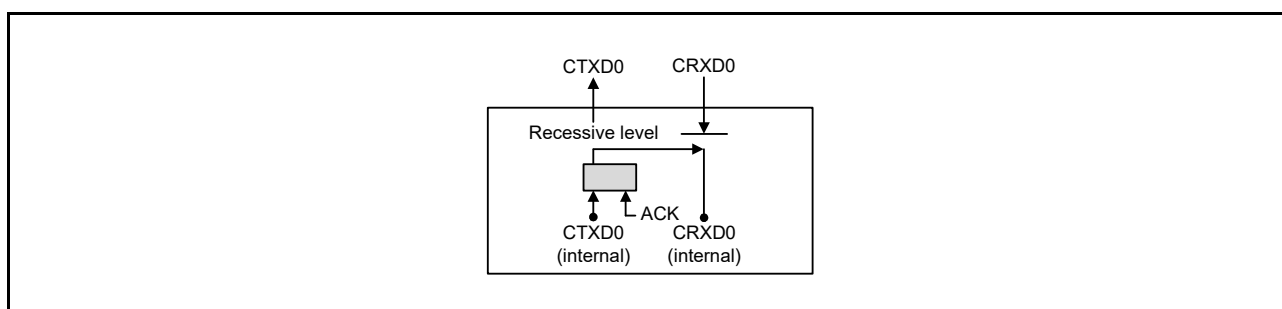 CTXD0 CRXD0
Recessive level
ACK
CTXD0 CRXD0
(internal) (internal)